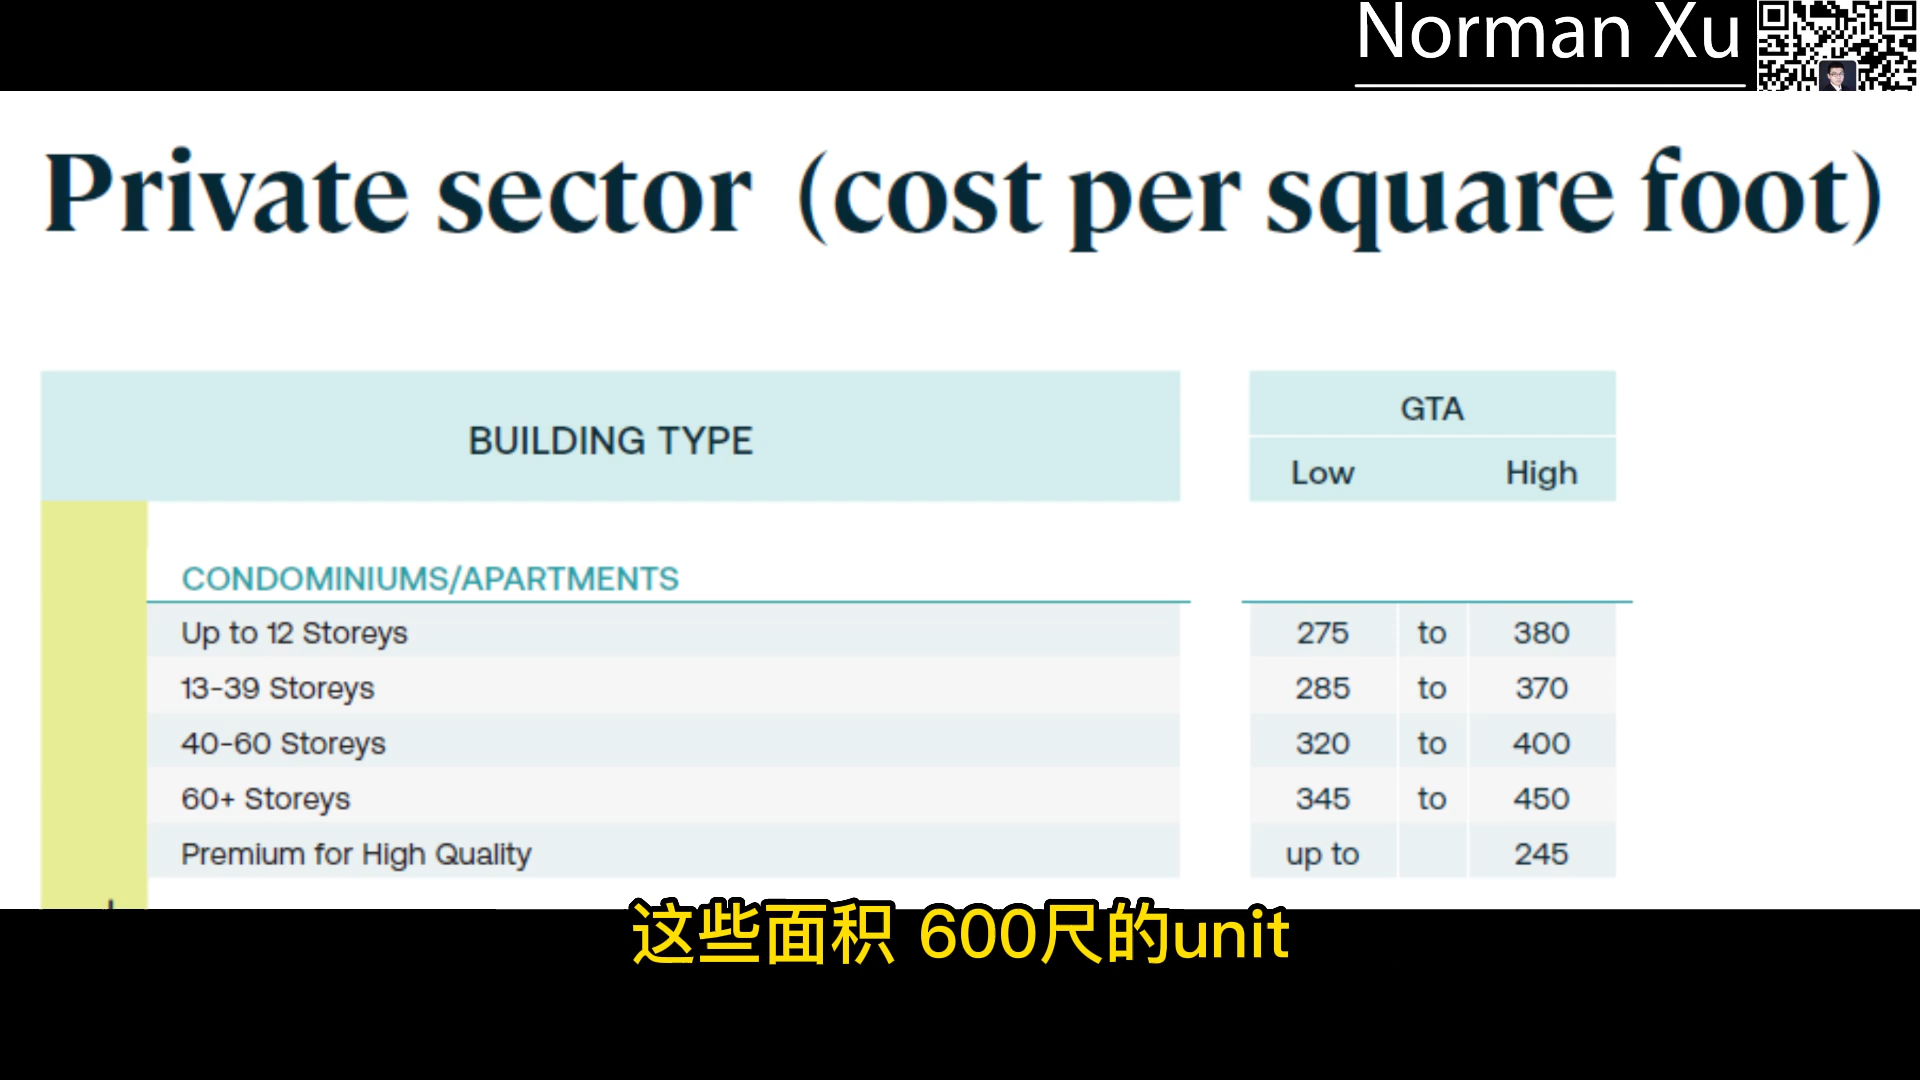 Norman Xu
Private sector (cost per square foot)
BUILDING TYPE
GTA
Low High
CONDOMINIUMS/APARTMENTS
Up to 12 Storeys 275 to 380
13-39 Storeys 285 to 370
40-60 Storeys 320 to 400
60+ Storeys 345 to 450
Premium for High Quality up to 245
这些面积 600尺的unit